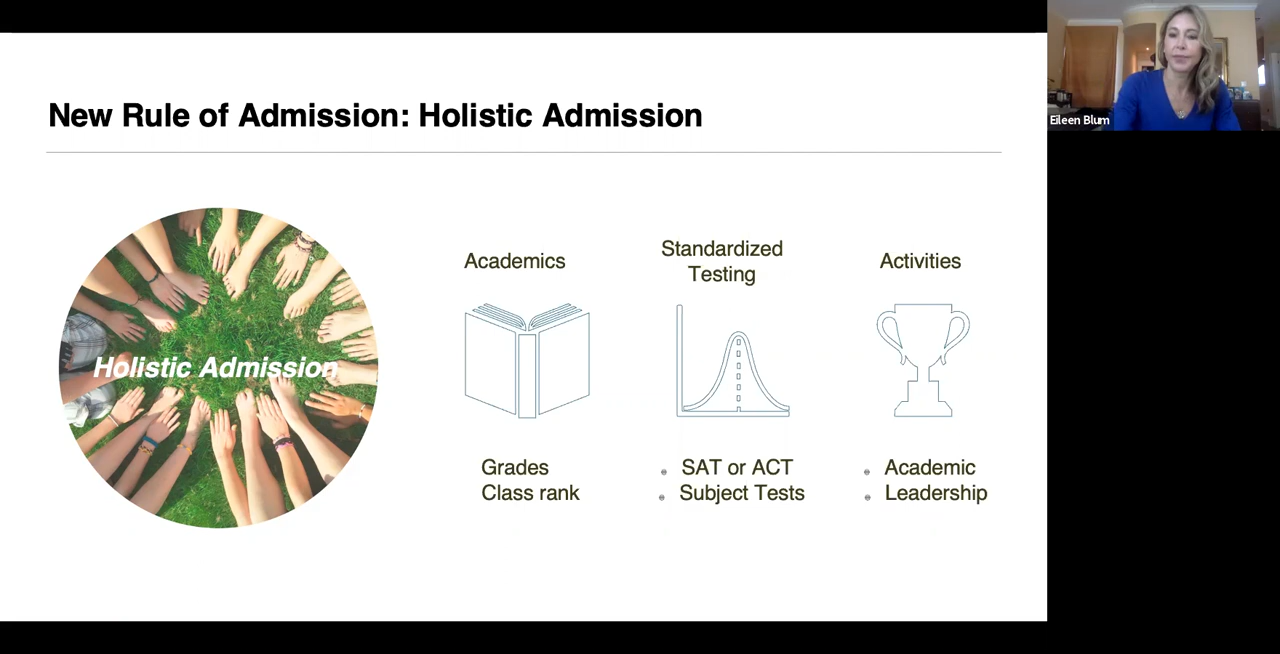 New Rule of Admission: Holistic Admission
Eileen Blum
Holistic Admission
Academics
Standardized
Testing
Activities
Grades
Class rank
SAT or ACT
Subject Tests
Academic
Leadership